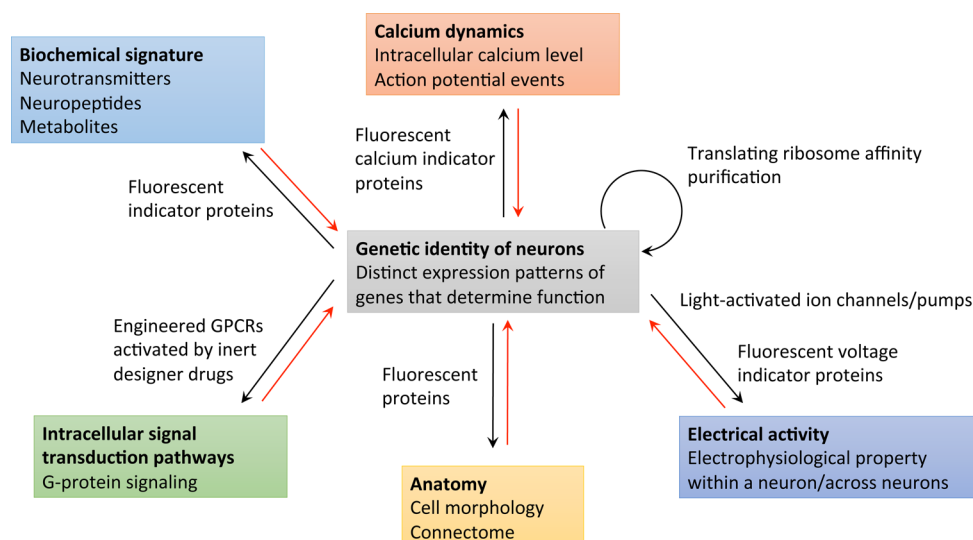 Biochemical signature
Neurotransmitters
Neuropeptides
Metabolites
Calcium dynamics
Intracellular calcium level
Action potential events
Fluorescent
calcium indicator
proteins
Translating ribosome affinity
purification
Fluorescent
indicator proteins
Genetic identity of neurons
Distinct expression patterns of
genes that determine function
Light-activated ion channels/pumps
Engineered GPCRs
activated by inert
designer drugs
Fluorescent
proteins
Fluorescent voltage
indicator proteins
Intracellular signal
transduction pathways
G-protein signaling
Anatomy
Cell morphology
Connectome
Electrical activity
Electrophysiological property
within a neuron/across neurons